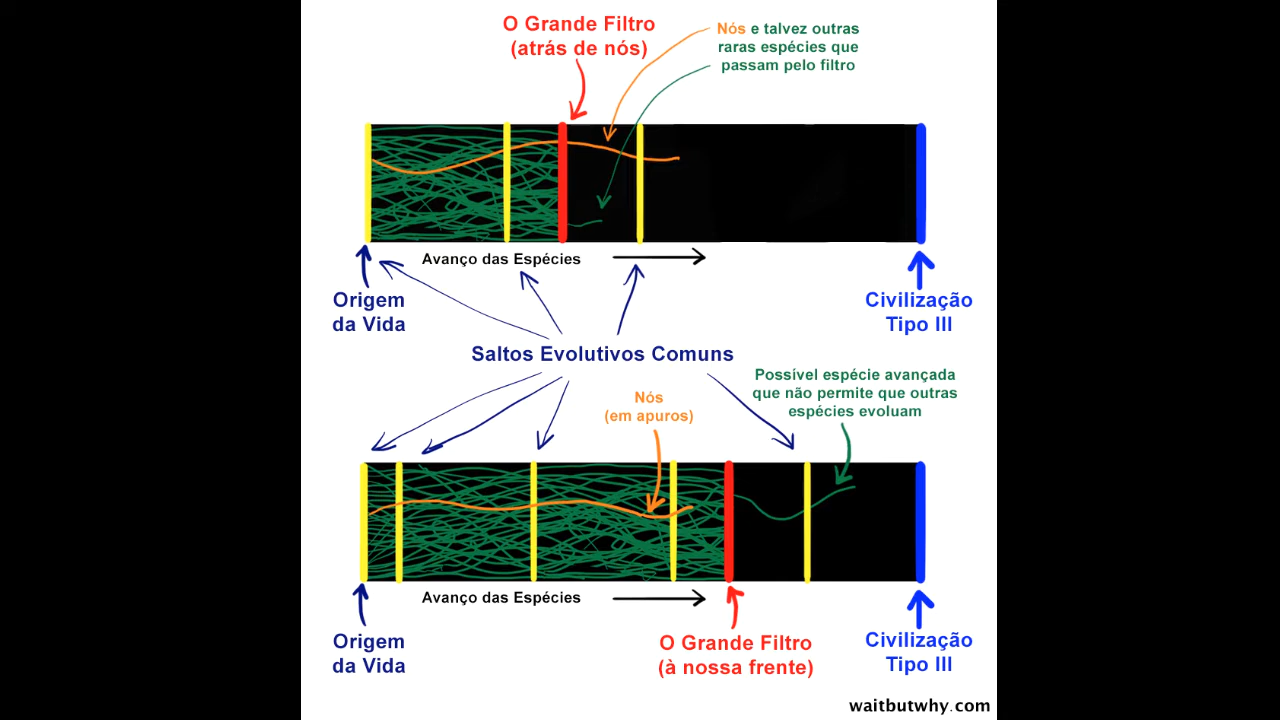 O Grande Filtro
(atrás de nós)
Nós e talvez outras
raras espécies que
passam pelo filtro
Avanço das Espécies
Origem
da Vida
Civilização
Tipo III
Saltos Evolutivos Comuns
Possível espécie avançada
que não permite que outras
espécies evoluam
Nós
(em apuros)
Avanço das Espécies
Origem
da Vida
O Grande Filtro
(à nossa frente)
Civilização
Tipo III
waitbutwhy.com